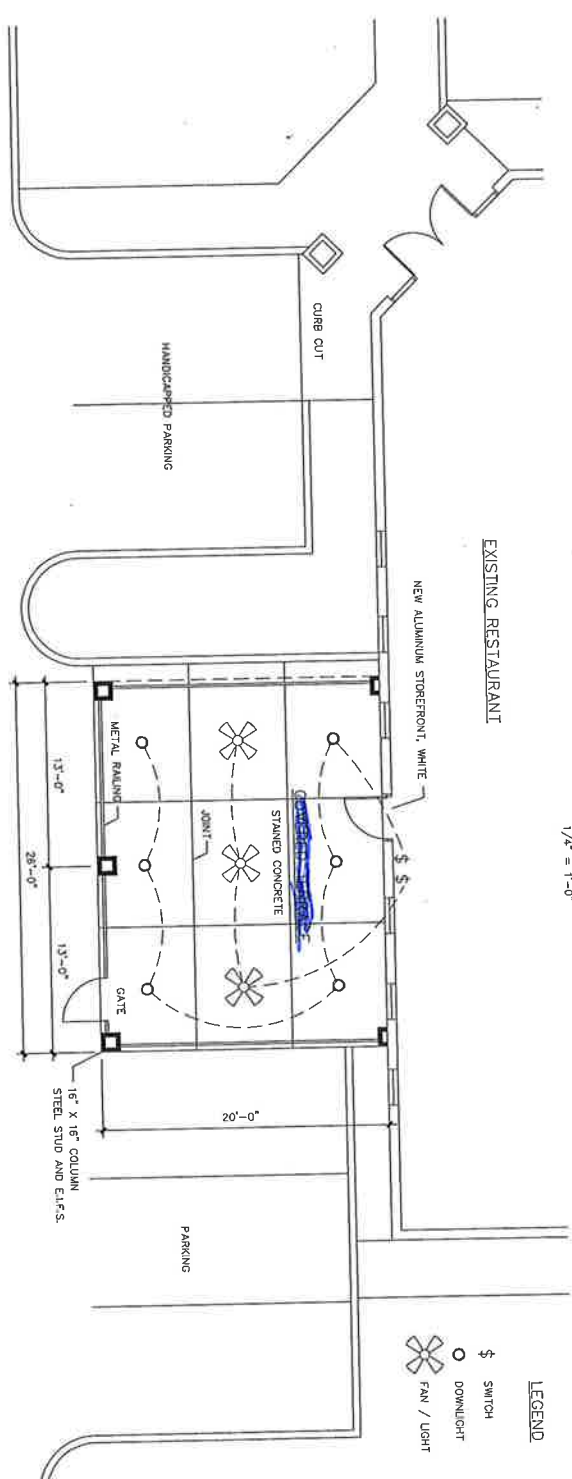 1/4" = 1'-0"
EXISTING RESTAURANT
NEW ALUMINUM STOREFRONT, WHITE
CURB CUT
HANDICAPPED PARKING
$ $
STAINED CONCRETE
JOINT
METAL RAILING
GATE
13'-0"
13'-0"
26'-0"
20'-0"
16" X 16" COLUMN
STEEL STUD AND E.I.F.S.
PARKING
LEGEND
$ SWITCH
DOWNLIGHT
FAN / LIGHT